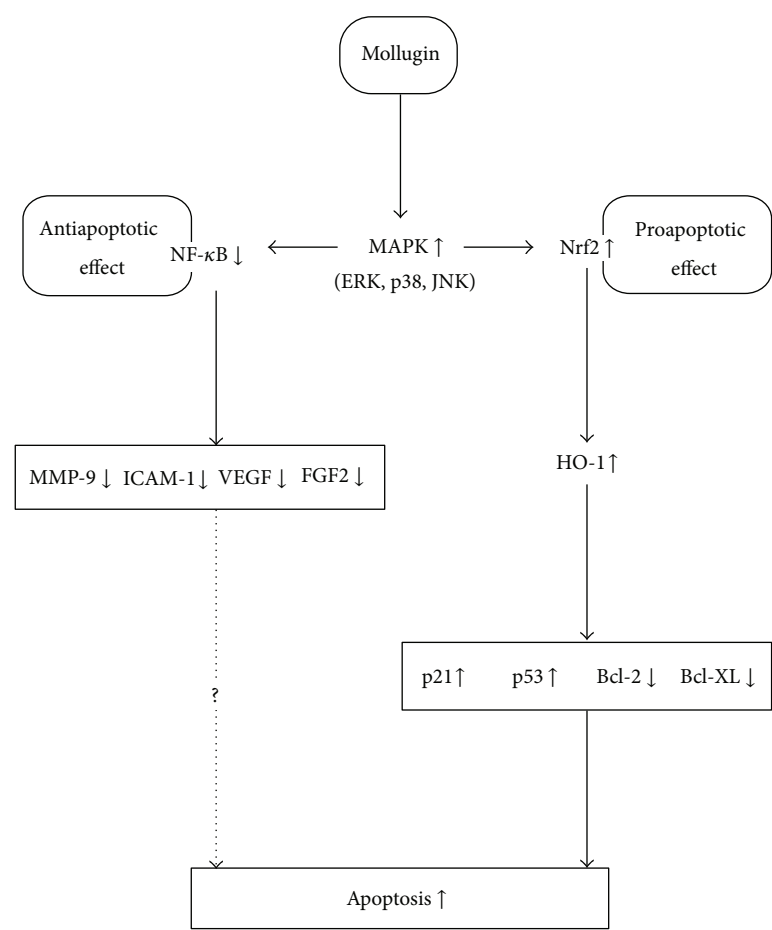 Mollugin
Antiapoptotic
effect
NF-κB ↓
MAPK ↑
(ERK, p38, JNK)
Nrf2 ↑
Proapoptotic
effect
MMP-9 ↓ ICAM-1 ↓ VEGF ↓ FGF2 ↓
HO-1 ↑
p21 ↑ p53 ↑ Bcl-2 ↓ Bcl-XL ↓
?
Apoptosis ↑